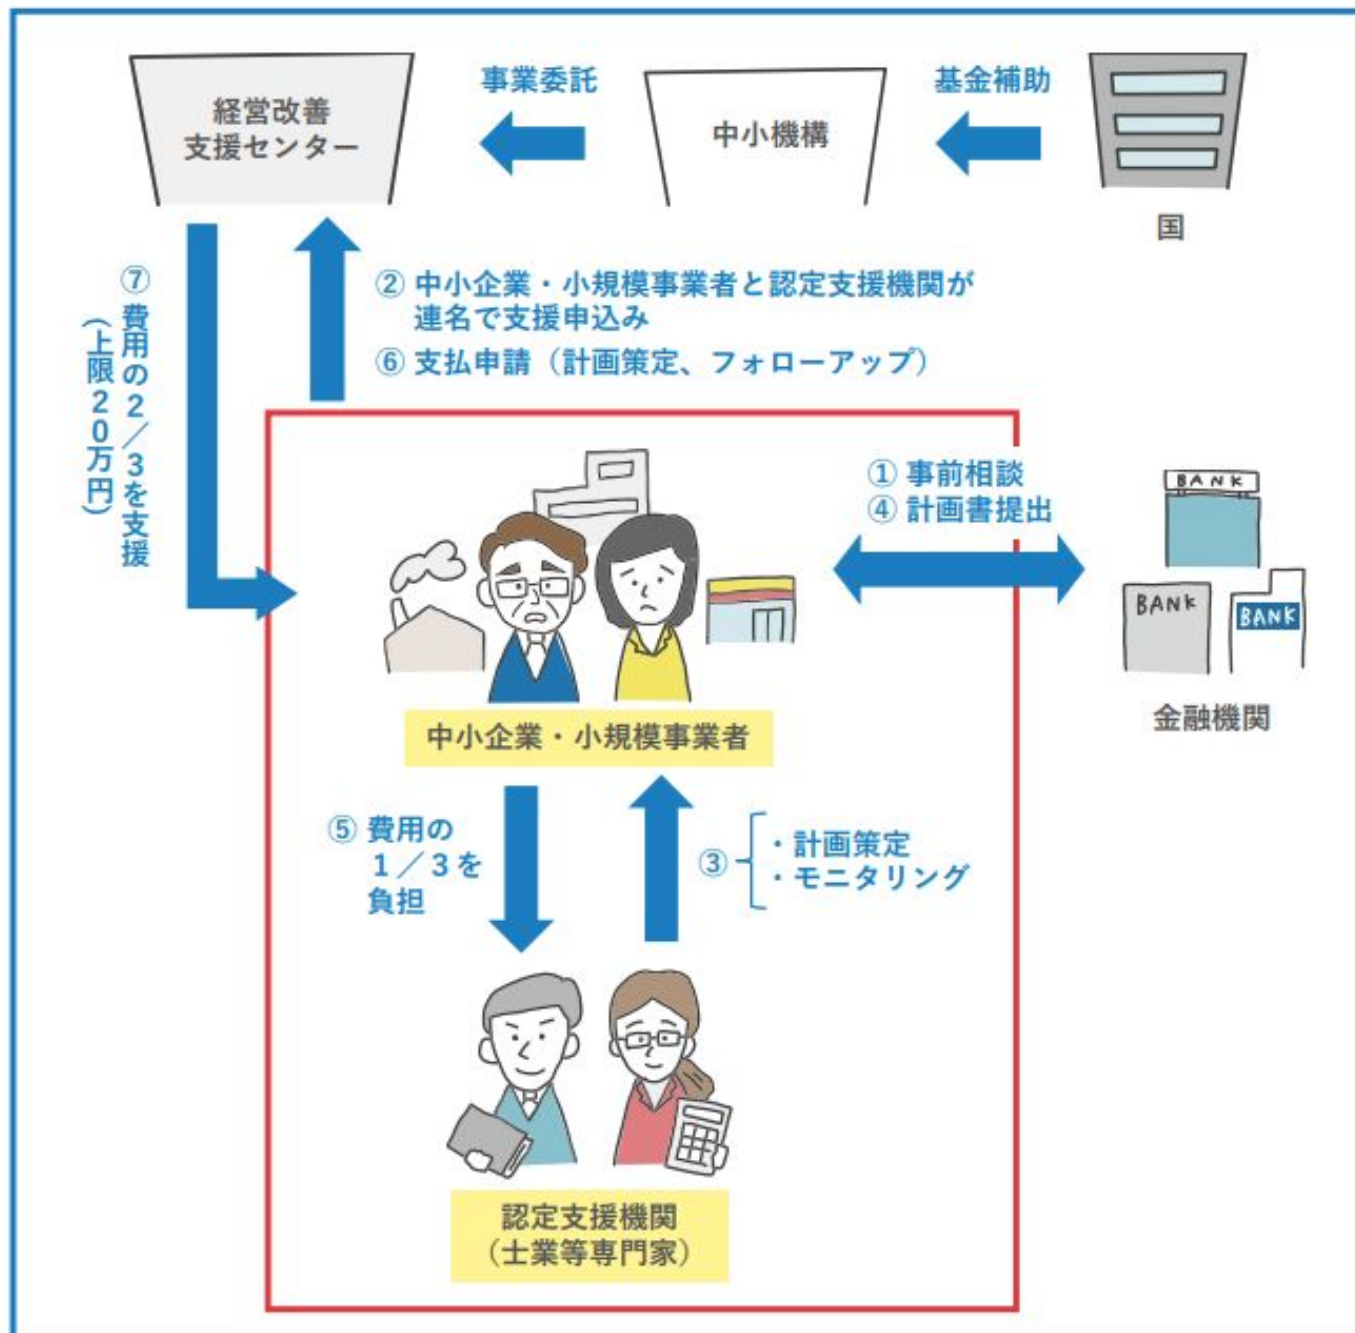 経営改善
支援センター
事業委託
中小機構
基金補助
国
⑦ 費用の2／3を支援
（上限20万円）
② 中小企業・小規模事業者と認定支援機関が
連名で支援申込み
⑥ 支払申請（計画策定、フォローアップ）
① 事前相談
④ 計画書提出
BANK
BANK
BANK
金融機関
中小企業・小規模事業者
⑤ 費用の
1／3を
負担
③
・計画策定
・モニタリング
認定支援機関
（士業等専門家）